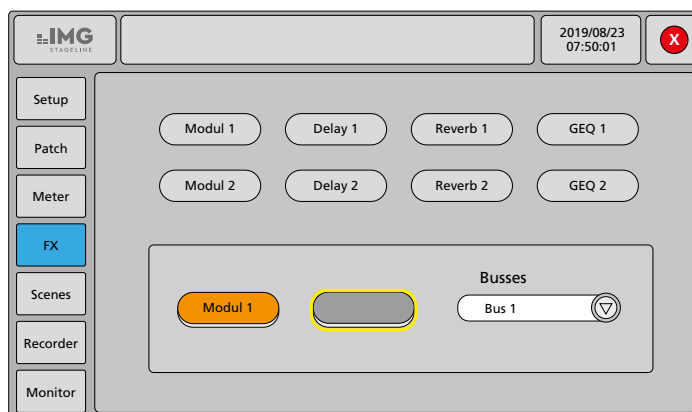 IMG
STAGELINE
2019/08/23
07:50:01
X
Setup
Patch
Meter
FX
Scenes
Recorder
Monitor
Modul 1 Delay 1 Reverb 1 GEQ 1
Modul 2 Delay 2 Reverb 2 GEQ 2
Busses
Modul 1 Bus 1